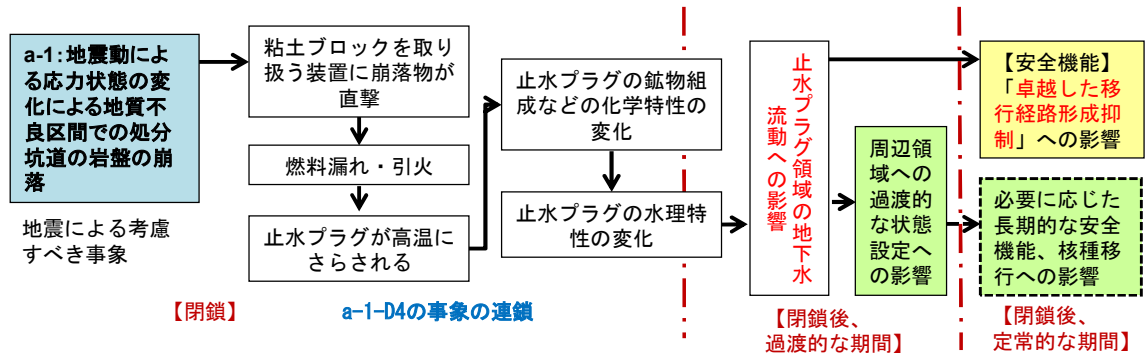 a-1:地震動によ
る応力状態の変
化による地質不
良区間での処分
坑道の岩盤の崩
落
地震による考慮
すべき事象
粘土ブロックを取り
扱う装置に崩落物が
直撃
燃料漏れ・引火
止水プラグが高温に
さらされる
止水プラグの鉱物組
成などの化学特性の
変化
止水プラグの水理特
性の変化
止水プラグ領域の地下水
流動への影響
周辺領
域への
過渡的
な状態
設定へ
の影響
【安全機能】
「卓越した移
行経路形成抑
制」への影響
必要に応じた
長期的な安全
機能、核種移
行への影響
【閉鎖】
a-1-D4の事象の連鎖
【閉鎖後、
過渡的な期間】
【閉鎖後、
定常的な期間】